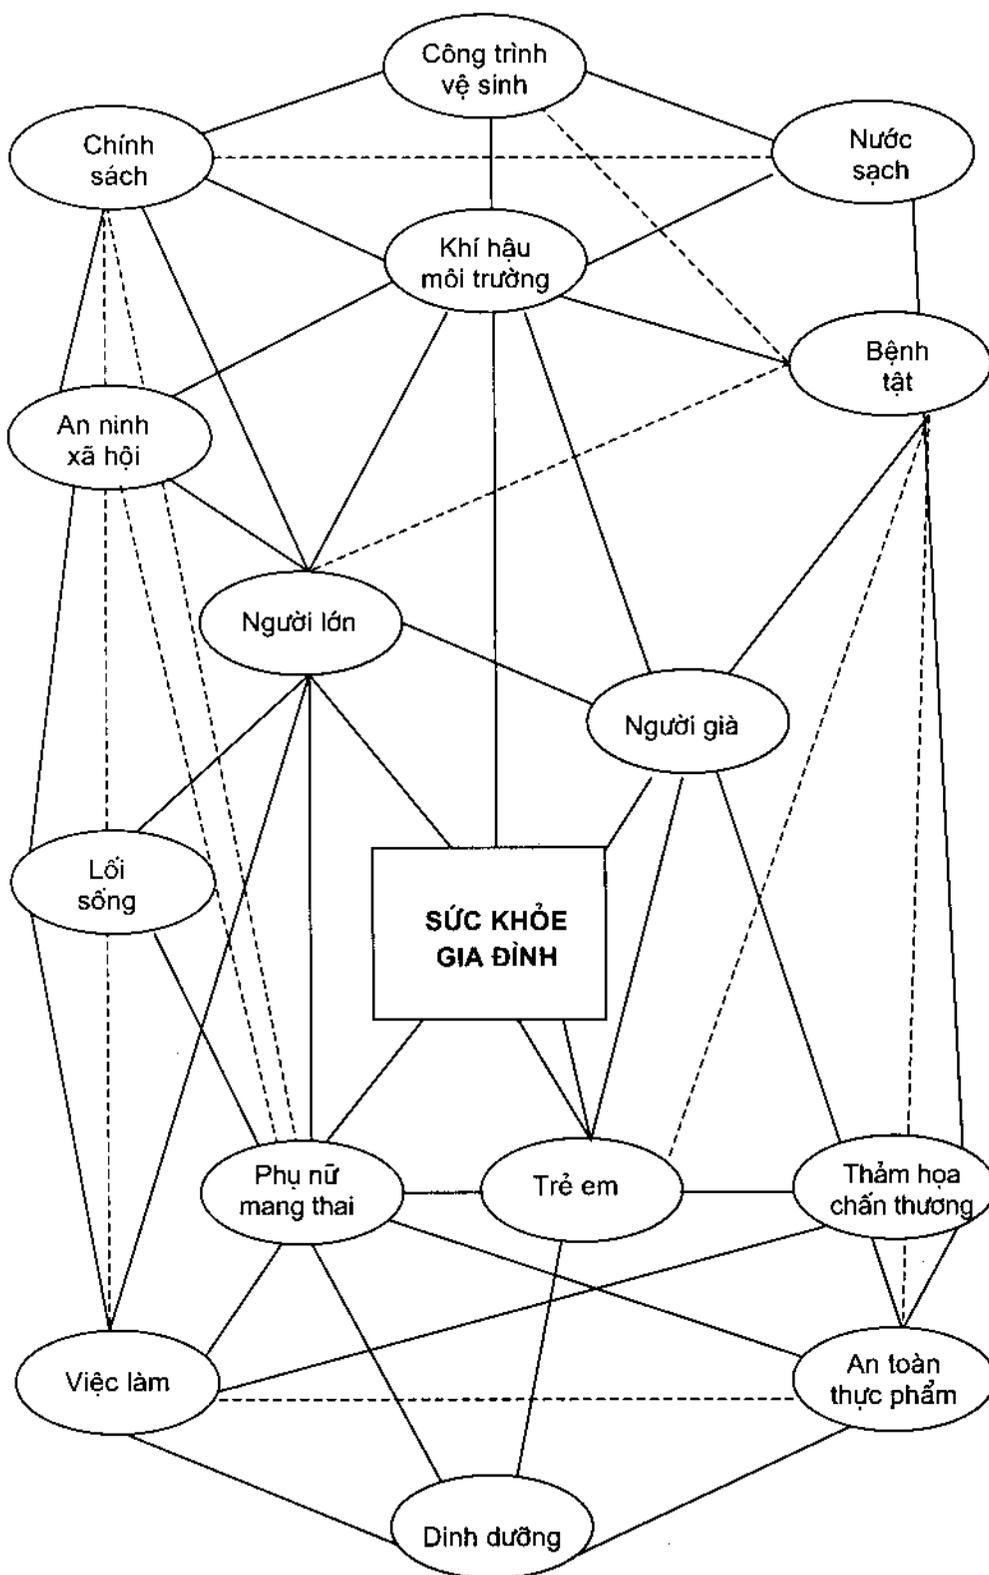 Công trình
vệ sinh
Chính
sách
Nước
sạch
Khí hậu
môi trường
Bệnh
tật
An ninh
xã hội
Người lớn
Người già
Lối
sống
SỨC KHỎE
GIA ĐÌNH
Phụ nữ
mang thai
Trẻ em
Thảm họa
chấn thương
Việc làm
An toàn
thực phẩm
Dinh dưỡng